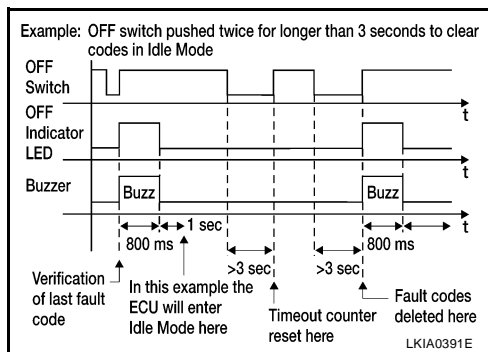 Example: OFF switch pushed twice for longer than 3 seconds to clear
codes in Idle Mode
OFF
Switch
t
OFF
Indicator
LED
t
Buzzer
Buzz
Buzz
t
1 sec
800 ms
>3 sec
>3 sec
800 ms
Verification
of last fault
code
In this example the
ECU will enter
Idle Mode here
Timeout counter
reset here
Fault codes
deleted here
LKIA0391E